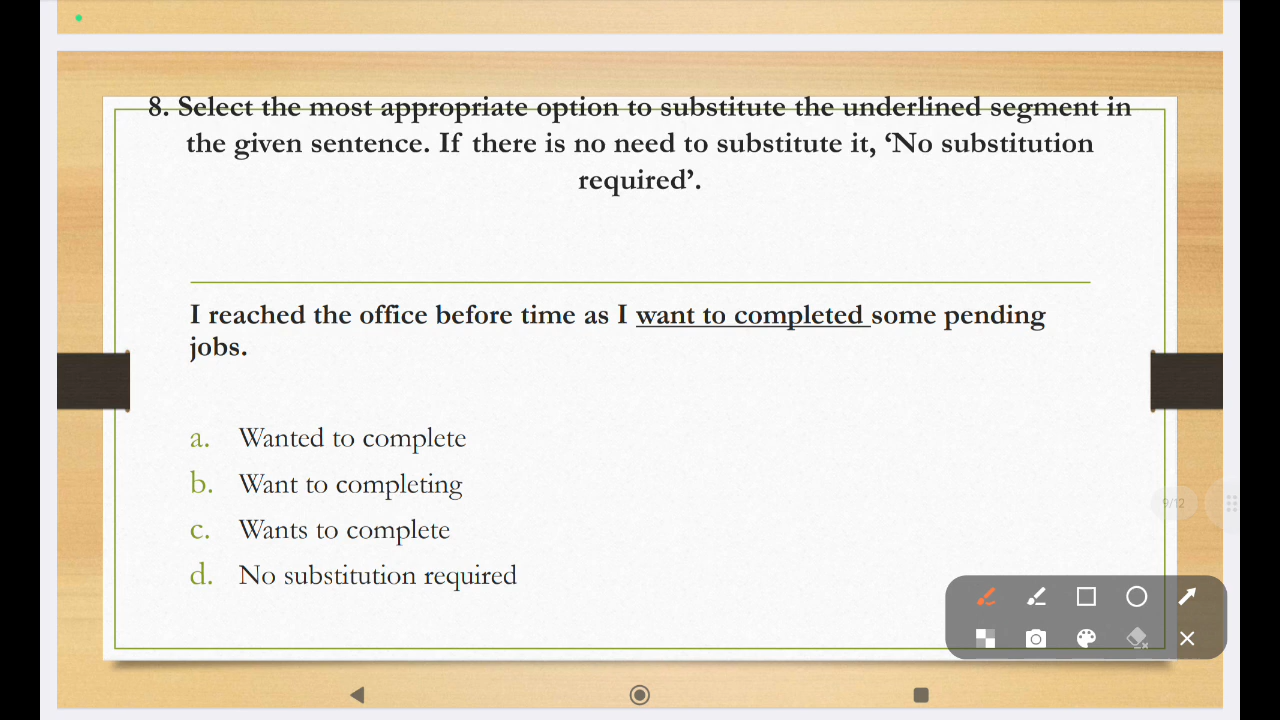 8. Select the most appropriate option to substitute the underlined segment in
the given sentence. If there is no need to substitute it, ‘No substitution
required’.
I reached the office before time as I want to completed some pending
jobs.
a. Wanted to complete
b. Want to completing
c. Wants to complete
9/12
d. No substitution required